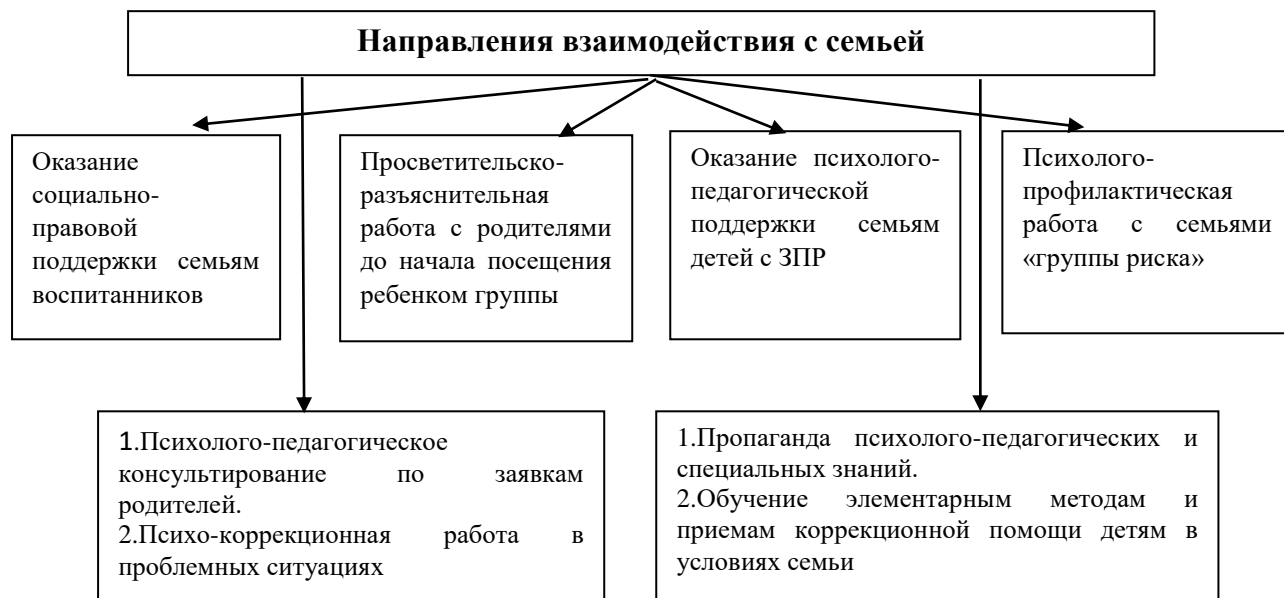 Направления взаимодействия с семьей
Оказание
социально-
правовой
поддержки семьям
воспитанников
Просветительско-
разъяснительная
работа с родителями
до начала посещения
ребенком группы
Оказание психолого-
педагогической
поддержки семьям
детей с ЗПР
Психолого-
профилактическая
работа с семьями
«группы риска»
1.Психолого-педагогическое
консультирование по заявкам
родителей.
2.Психо-коррекционная работа в
проблемных ситуациях
1.Пропаганда психолого-педагогических и
специальных знаний.
2.Обучение элементарным методам и
приемам коррекционной помощи детям в
условиях семьи